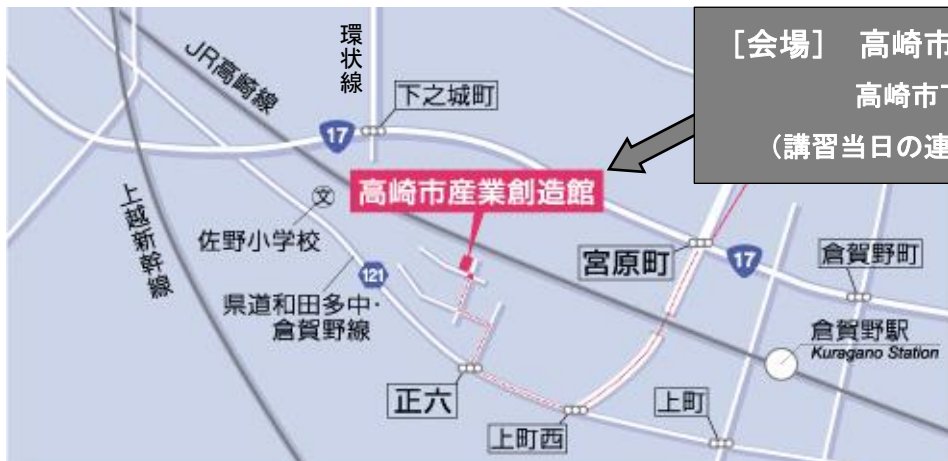 [会場] 高崎市
高崎市
(講習当日の連
環状線
JR高崎線
下之城町
17
高崎市産業創造館
上越新幹線
佐野小学校
文
121
県道和田多中・
倉賀野線
宮原町
17
倉賀野町
倉賀野駅
Kuragano Station
正六
上町西
上町